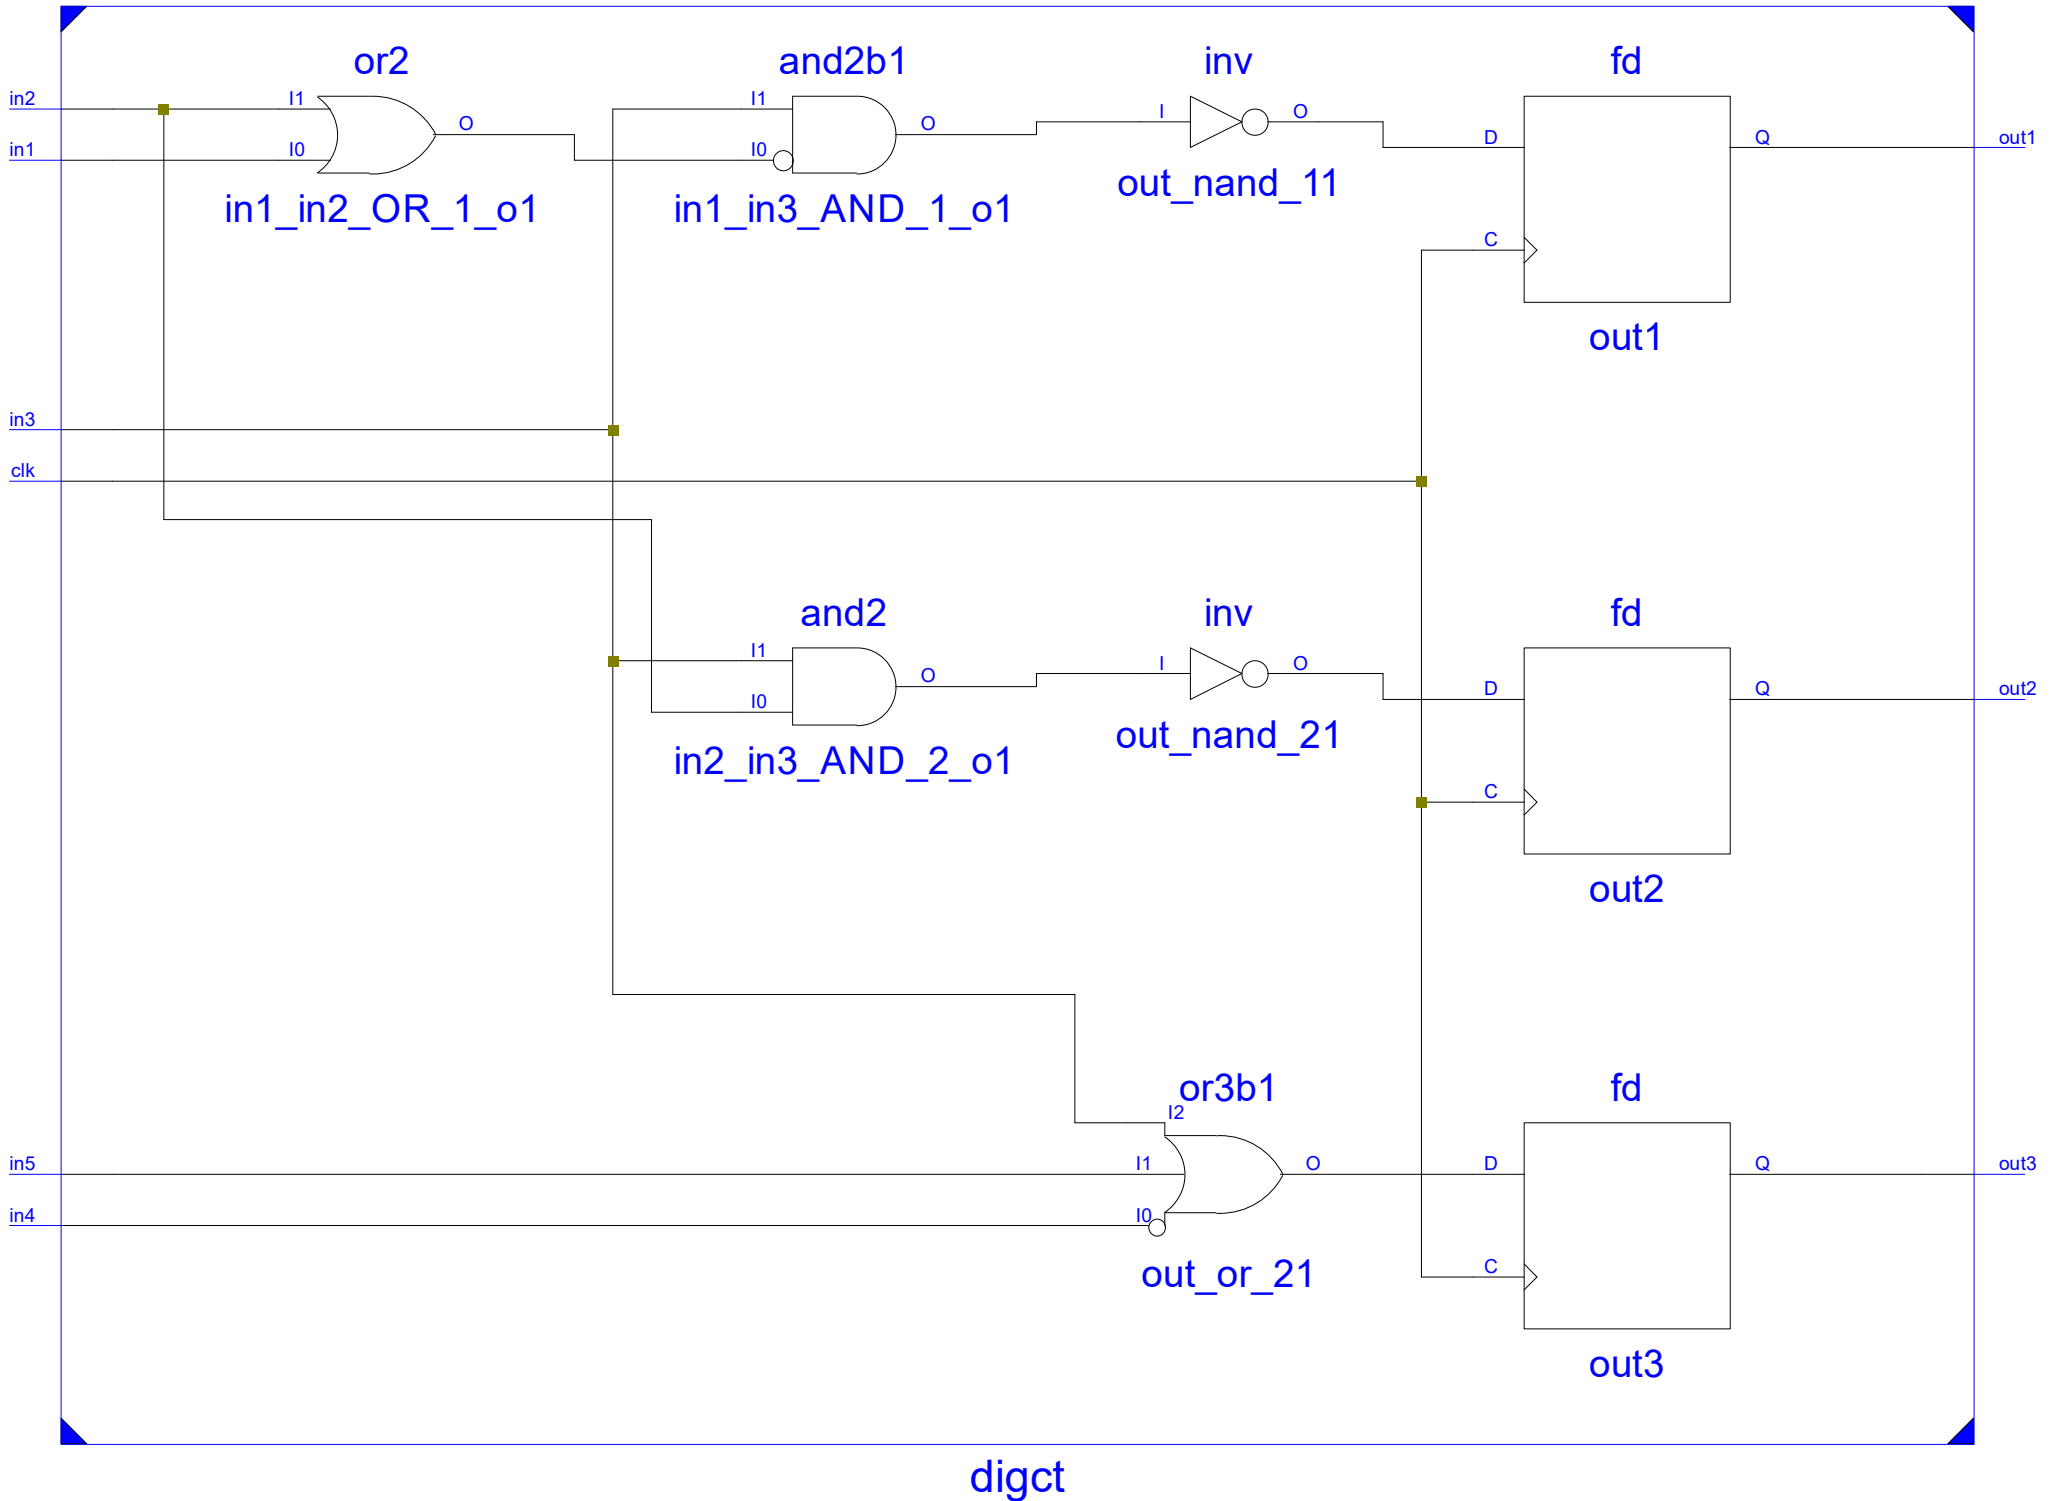 or2
and2b1
inv
fd
in2
I1
I1
I
O
O
O
D
Q
out1
in1
I0
I0
out_nand_11
in1_in2_OR_1_o1
in1_in3_AND_1_o1
C
out1
in3
clk
and2
inv
fd
I1
O
I
O
D
Q
out2
I0
out_nand_21
in2_in3_AND_2_o1
C
out2
or3b1
fd
I2
in5
I1
O
D
Q
out3
in4
I0
out_or_21
C
out3
digct